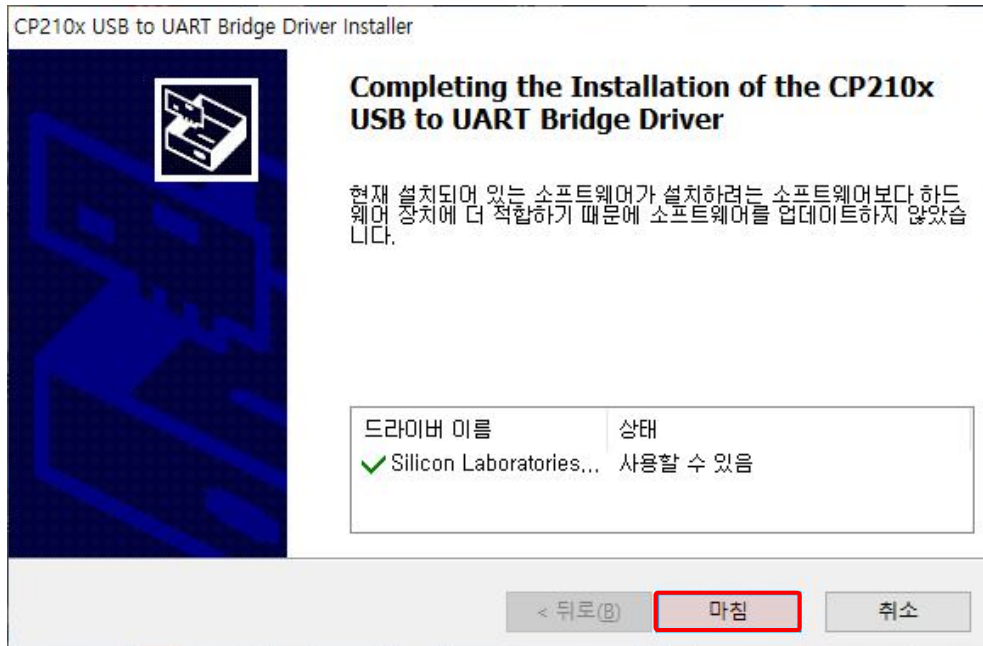 CP210x USB to UART Bridge Driver Installer
Completing the Installation of the CP210x
USB to UART Bridge Driver
현재 설치되어 있는 소프트웨어가 설치하려는 소프트웨어보다 하드
웨어 장치에 더 적합하기 때문에 소프트웨어를 업데이트하지 않았습
니다.
드라이버 이름 상태
Silicon Laboratories... 사용할 수 있음
< 뒤로(B) 마침 취소